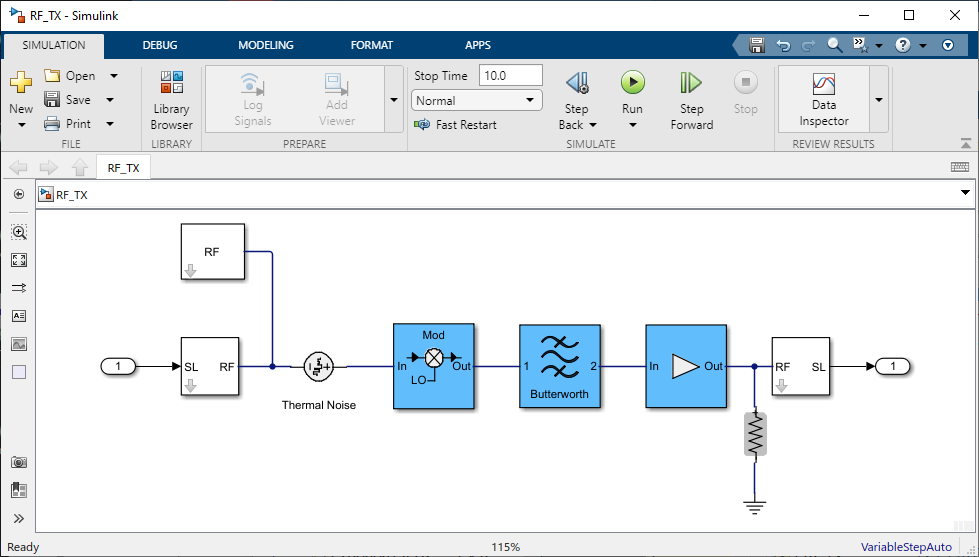 RF_TX - Simulink
SIMULATION DEBUG MODELING FORMAT APPS
New
Open
Save
Print
FILE
Library
Browser
LIBRARY
Log
Signals
Add
Viewer
PREPARE
Stop Time 10.0
Normal
Fast Restart
Step
Back
Run
Step
Forward
Stop
SIMULATE
Data
Inspector
REVIEW RESULTS
RF_TX
RF_TX
RF
1
SL RF
Thermal Noise
Mod
In Out
LO
1 2
Butterworth
In Out
RF SL
1
Ready 115% VariableStepAuto